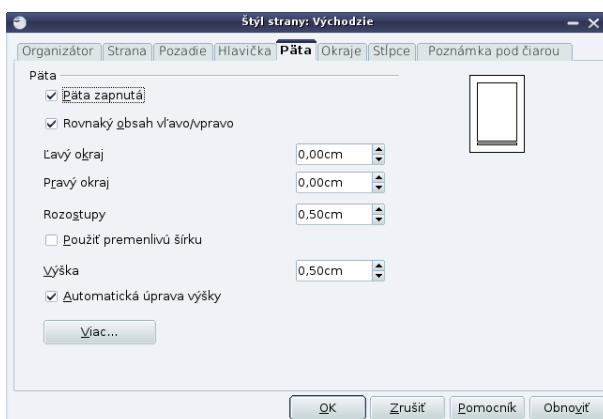 Štýl strany: Východzie
Organizátor Strana Pozadie Hlavička Päta Okraje Stĺpce Poznámka pod čiarou
Päta
Päta zapnutá
Rovnaký obsah vľavo/vpravo
Ľavý okraj 0,00cm
Pravý okraj 0,00cm
Rozostupy 0,50cm
Použiť premenlivú šírku
Výška 0,50cm
Automatická úprava výšky
Viac...
OK Zrušiť Pomocník Obnoviť